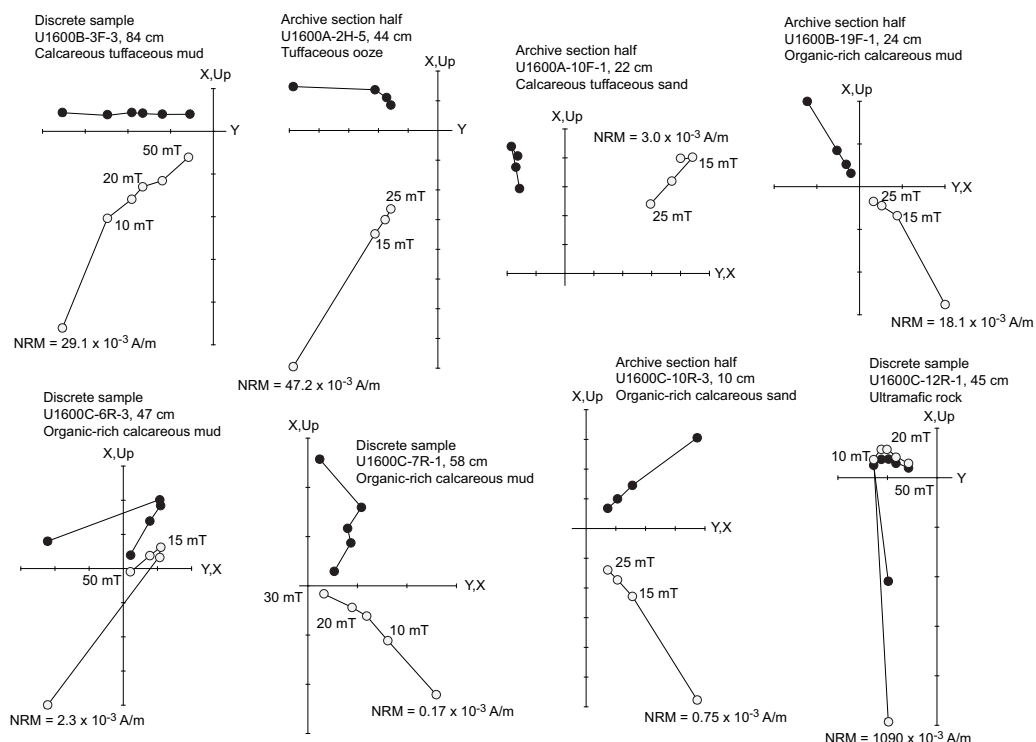 Discrete sample
U1600B-3F-3, 84 cm
Calcareous tuffaceous mud
X,Up
Y
50 mT
20 mT
10 mT
NRM = 29.1 x 10⁻³ A/m
Archive section half
U1600A-2H-5, 44 cm
Tuffaceous ooze
X,Up
25
15 mT
NRM = 47.2 x 10⁻³ A/m
Archive section half
U1600A-10F-1, 22 cm
Calcareous tuffaceous sand
X,Up
NRM = 3.0 x 10⁻³ A/m
15 mT
25 mT
Y,X
Archive section half
U1600B-19F-1, 24 cm
Organic-rich calcareous mud
X,Up
Y,X
25 mT
15 mT
NRM = 18.1 x 10⁻³ A/m
Discrete sample
U1600C-6R-3, 47 cm
Organic-rich calcareous mud
X,Up
15 mT
50 mT
Y,X
NRM = 2.3 x 10⁻³ A/m
X,Up
Discrete sample
U1600C-7R-1, 58 cm
Organic-rich calcareous mud
Y,X
30 mT
20 mT
10 mT
NRM = 0.17 x 10⁻³ A/m
Archive section half
U1600C-10R-3, 10 cm
Organic-rich calcareous sand
X,Up
Y,X
25 mT
15 mT
NRM = 0.75 x 10⁻³ A/m
Discrete sample
U1600C-12R-1, 45 cm
Ultramafic rock
X,Up
20 mT
10 mT
Y
50 mT
NRM = 1090 x 10⁻³ A/m